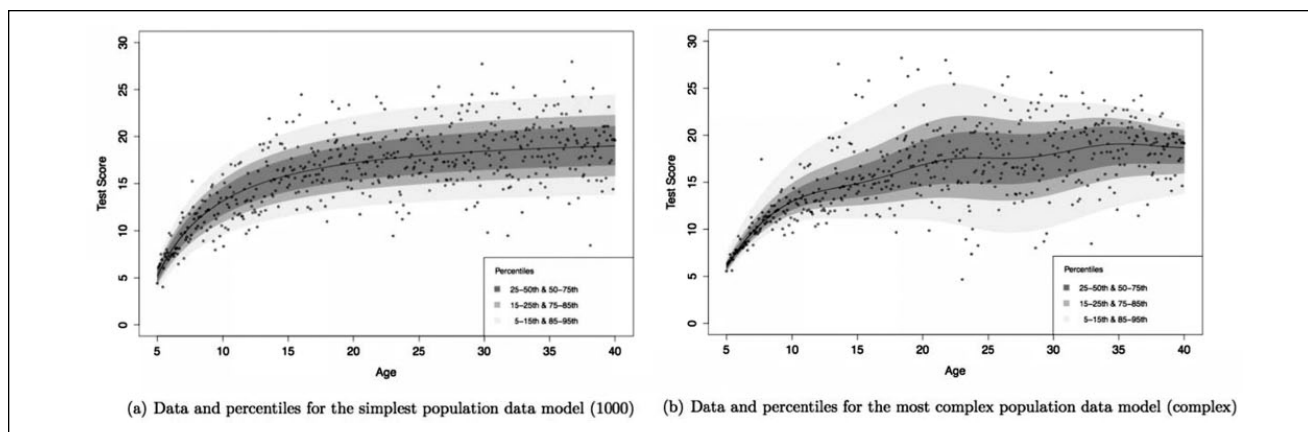 30
25
20
15
10
5
0
Test Score
5 10 15 20 25 30 35 40
Age
Percentiles
25–50th & 50–75th
15–25th & 75–85th
5–15th & 85–95th
(a) Data and percentiles for the simplest population data model (1000)
30
25
20
15
10
5
0
Test Score
5 10 15 20 25 30 35 40
Age
Percentiles
25–50th & 50–75th
15–25th & 75–85th
5–15th & 85–95th
(b) Data and percentiles for the most complex population data model (complex)